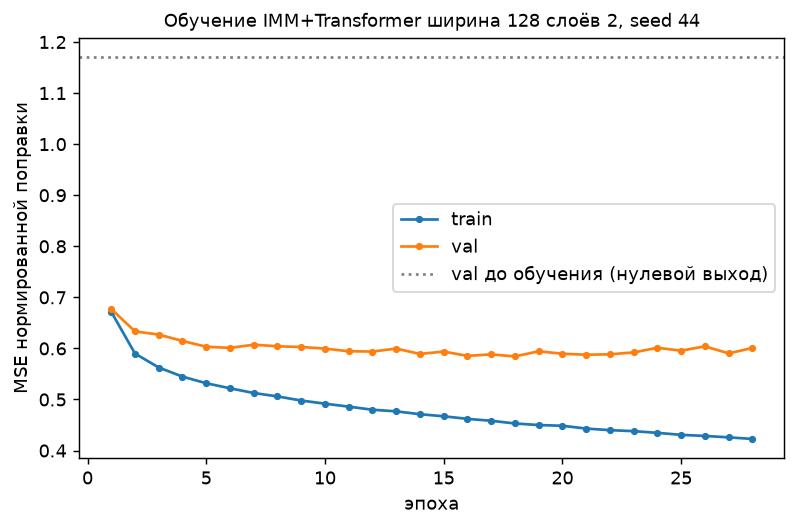 Обучение IMM+Transformer ширина 128 слоёв 2, seed 44
MSE нормированной поправки
1.2
1.1
1.0
0.9
0.8
0.7
0.6
0.5
0.4
train
val
val до обучения (нулевой выход)
0
5
10
15
20
25
эпоха